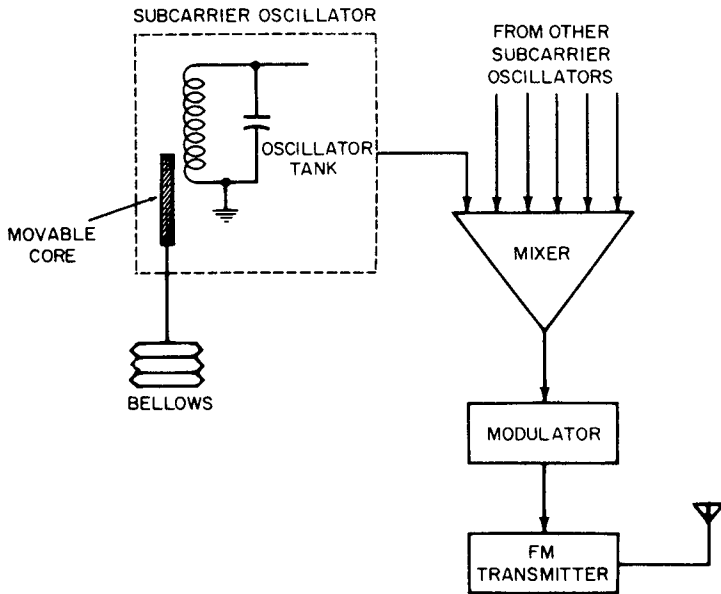 SUBCARRIER OSCILLATOR
FROM OTHER
SUBCARRIER
OSCILLATORS
OSCILLATOR
TANK
MOVABLE
CORE
MIXER
BELLOWS
MODULATOR
FM
TRANSMITTER